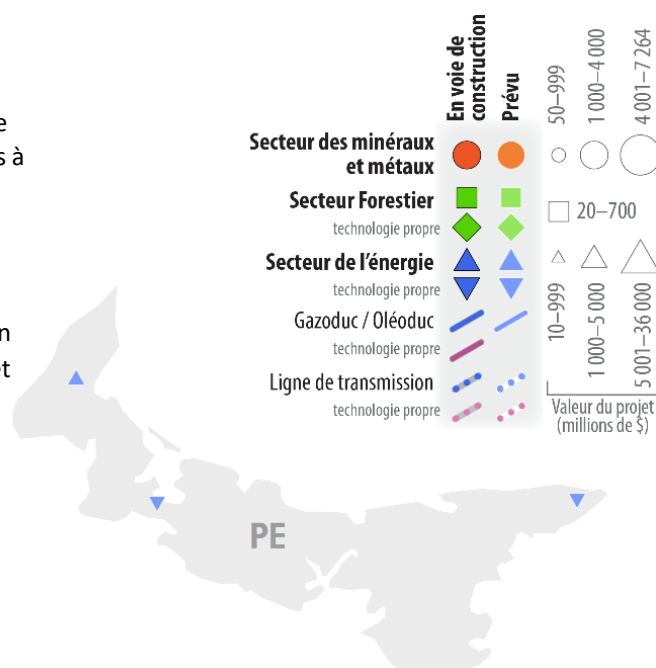 e
s à
n
et
En voie de
construction
Prévu
50–999
1 000–4 000
4 001–7 264
Secteur des minéraux
et métaux
Secteur Forestier
20–700
technologie propre
Secteur de l'énergie
technologie propre
10–999
1 000–5 000
5 001–36 000
Gazoduc / Oléoduc
technologie propre
Ligne de transmission
technologie propre
Valeur du projet
(millions de $)
PE